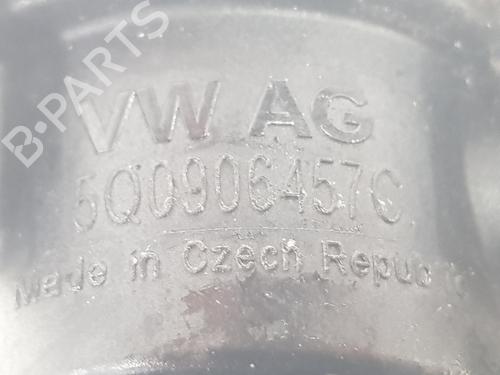 B-PARTS
VW AG
5Q0906457C
Made in Czech Republic